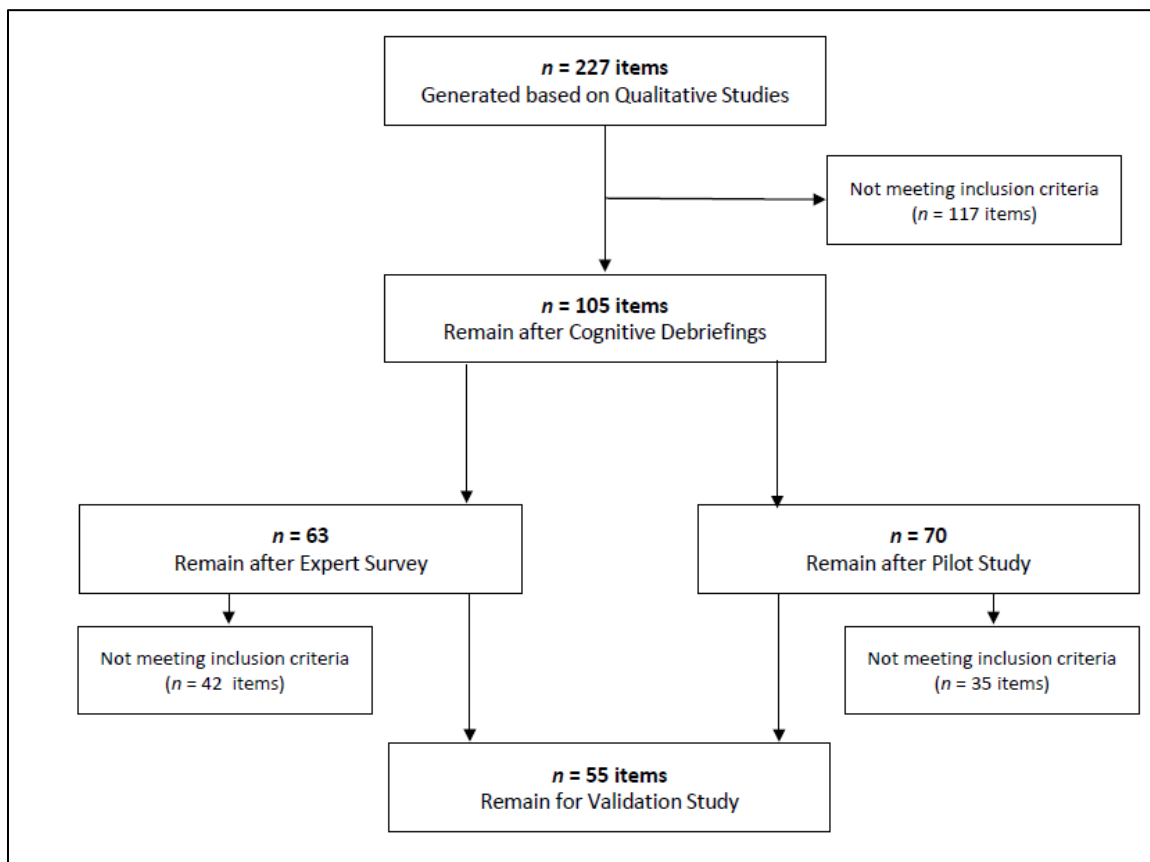 n = 227 items
Generated based on Qualitative Studies
Not meeting inclusion criteria
(n = 117 items)
n = 105 items
Remain after Cognitive Debriefings
n = 63
Remain after Expert Survey
n = 70
Remain after Pilot Study
Not meeting inclusion criteria
(n = 42 items)
Not meeting inclusion criteria
(n = 35 items)
n = 55 items
Remain for Validation Study